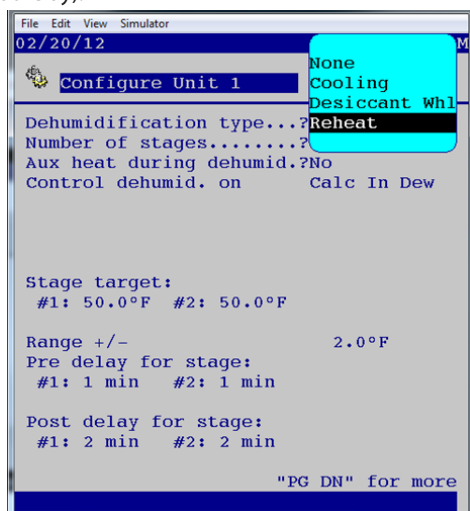 File Edit View Simulator
02/20/12 M
None
Configure Unit 1 Cooling
Desiccant Whl
Dehumidification type...?Reheat
Number of stages........?
Aux heat during dehumid.?No
Control dehumid. on Calc In Dew
Stage target:
#1: 50.0°F #2: 50.0°F
Range +/- 2.0°F
Pre delay for stage:
#1: 1 min #2: 1 min
Post delay for stage:
#1: 2 min #2: 2 min
"PG DN" for more